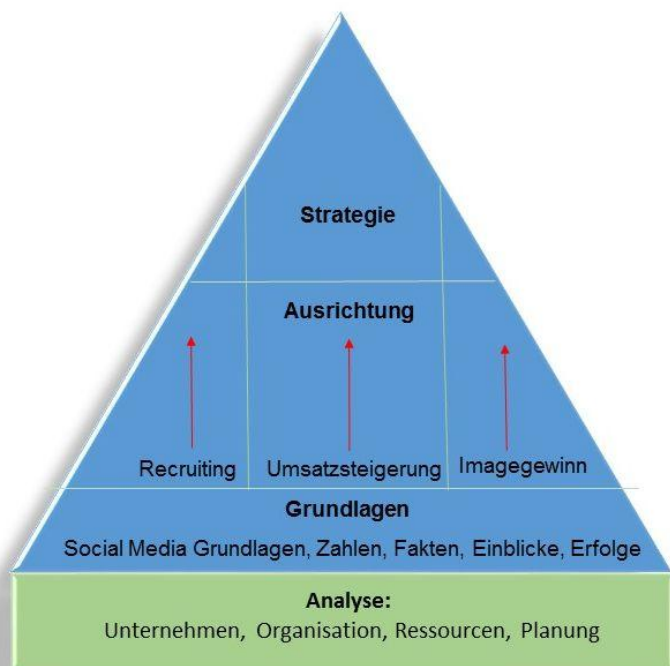 Strategie
Ausrichtung
Recruiting Umsatzsteigerung Imagegewinn
Grundlagen
Social Media Grundlagen, Zahlen, Fakten, Einblicke, Erfolge
Analyse:
Unternehmen, Organisation, Ressourcen, Planung